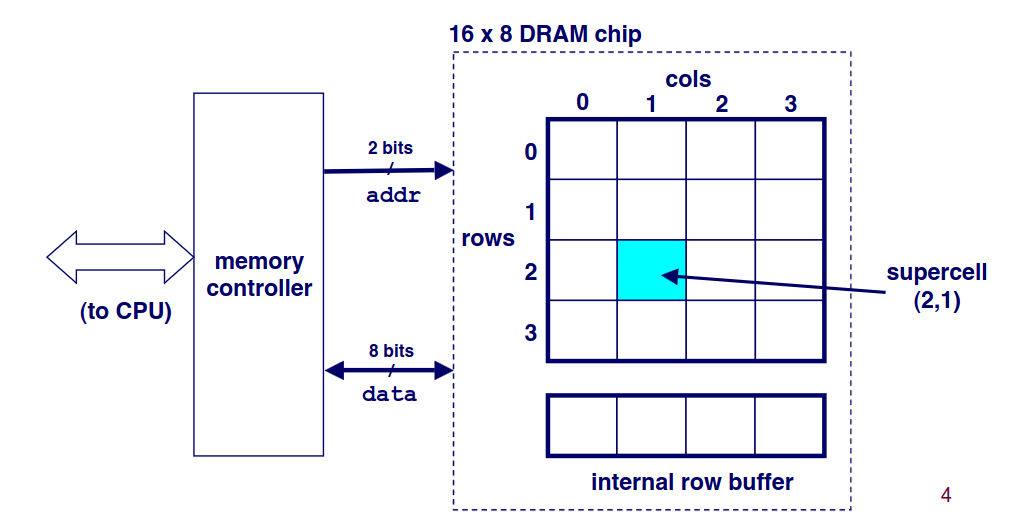 16 x 8 DRAM chip
cols
0 1 2 3
2 bits
addr
0
1
rows
2
3
memory
controller
(to CPU)
supercell
(2,1)
8 bits
data
internal row buffer
4